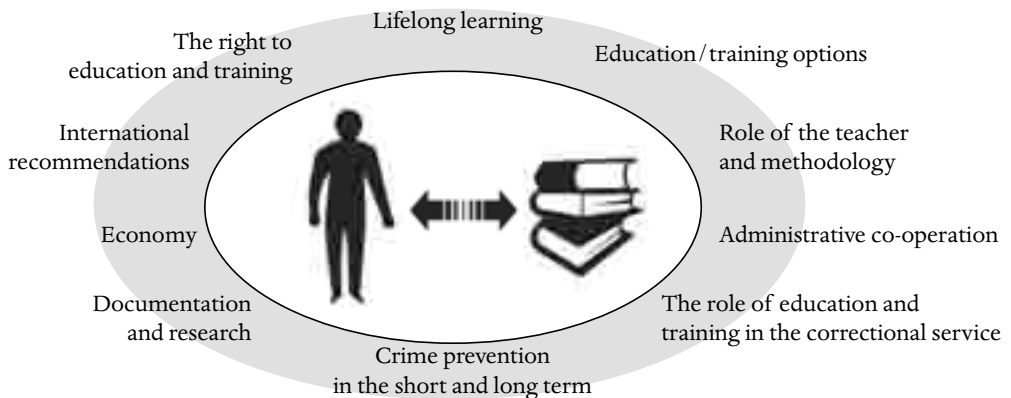 Lifelong learning
The right to
education and training
Education/training options
International
recommendations
Role of the teacher
and methodology
Economy
Administrative co-operation
Documentation
and research
The role of education and
training in the correctional service
Crime prevention
in the short and long term